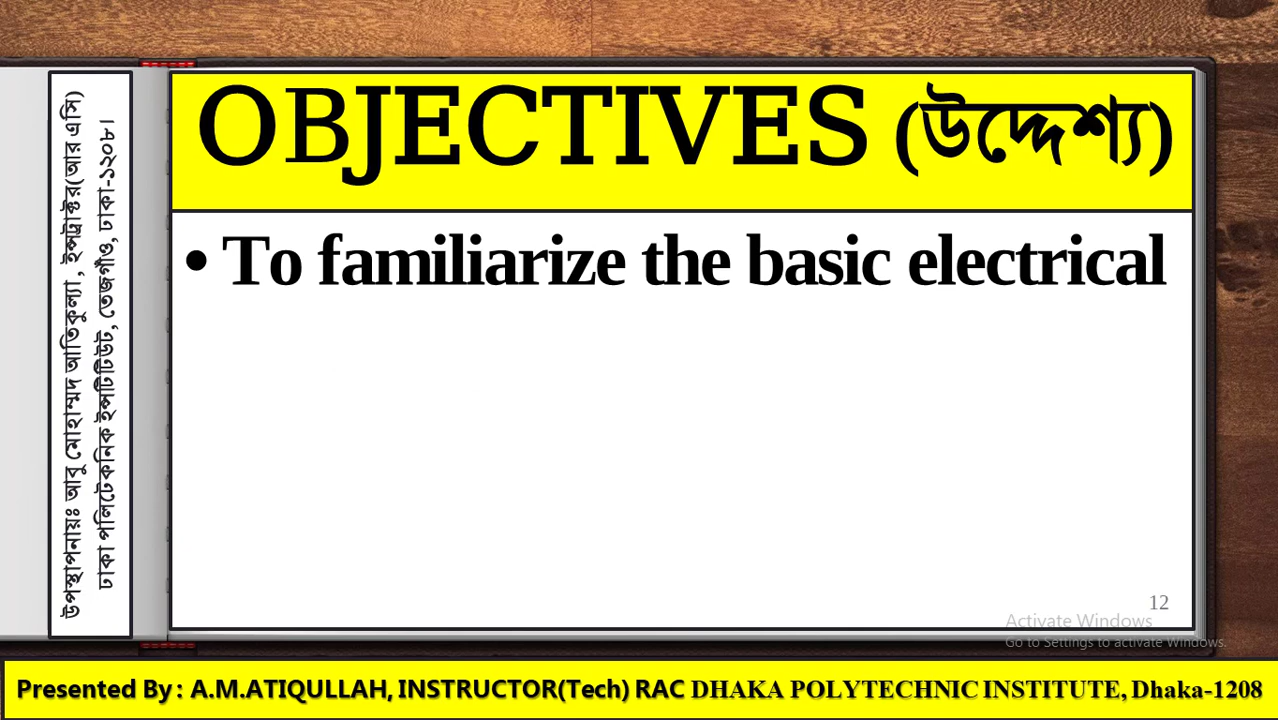 OBJECTIVES (উদ্দেশ্য)
• To familiarize the basic electrical
উপস্থাপনায়ঃ আবু মোহাম্মদ আতিকুল্যা, ইন্সট্রাক্টর(আর এসি)
ঢাকা পলিটেকনিক ইন্সটিটিউট, তেজগাঁও, ঢাকা-১২০৮।
12
Activate Windows
Go to Settings to activate Windows.
Presented By : A.M.ATIQULLAH, INSTRUCTOR(Tech) RAC DHAKA POLYTECHNIC INSTITUTE, Dhaka-1208